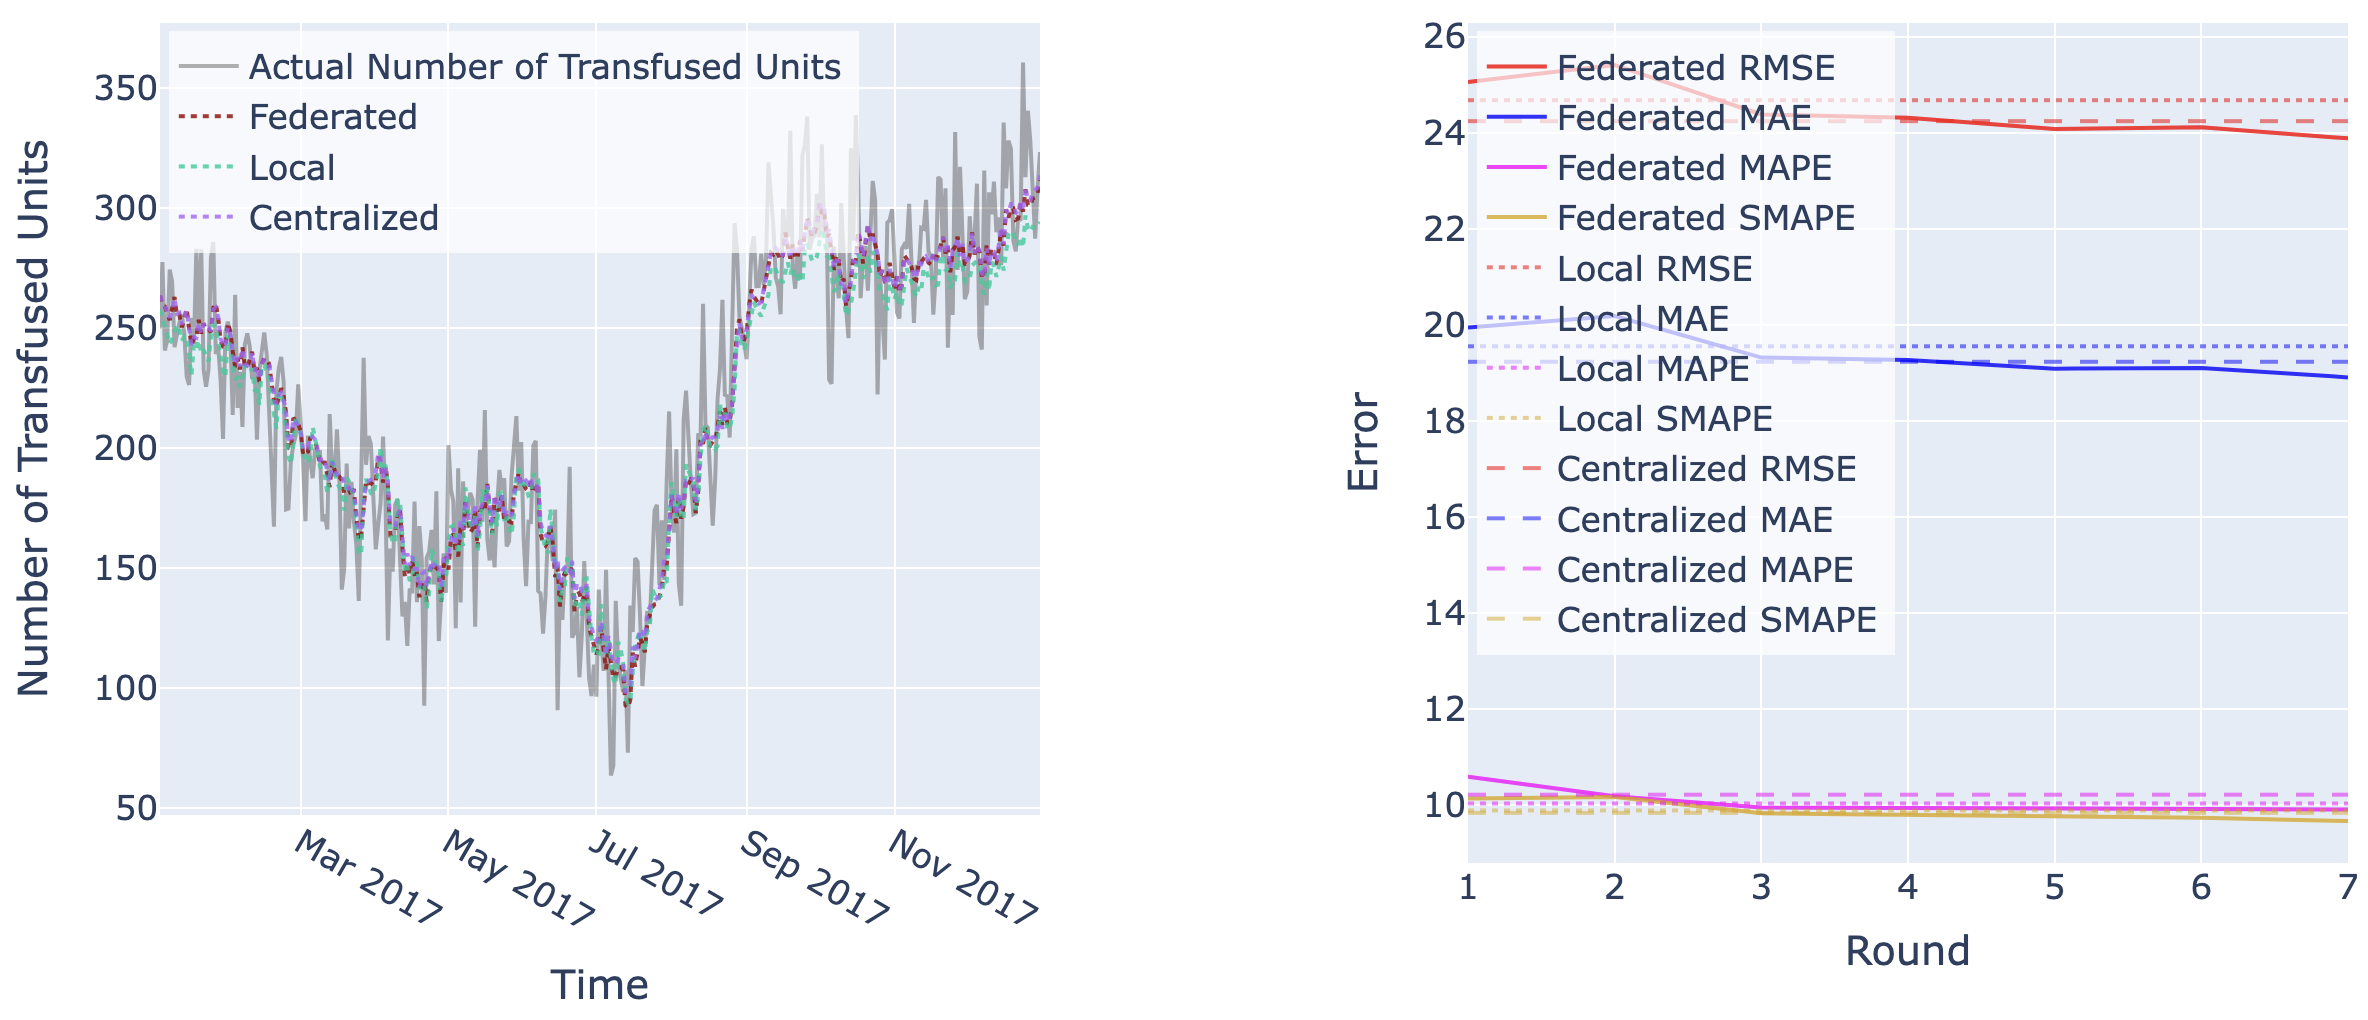 Number of Transfused Units
350
300
250
200
150
100
50
Actual Number of Transfused Units
Federated
Local
Centralized
Mar 2017
May 2017
Jul 2017
Sep 2017
Nov 2017
Time
Error
26
24
22
20
18
16
14
12
10
Federated RMSE
Federated MAE
Federated MAPE
Federated SMAPE
Local RMSE
Local MAE
Local MAPE
Local SMAPE
Centralized RMSE
Centralized MAE
Centralized MAPE
Centralized SMAPE
1
2
3
4
5
6
7
Round